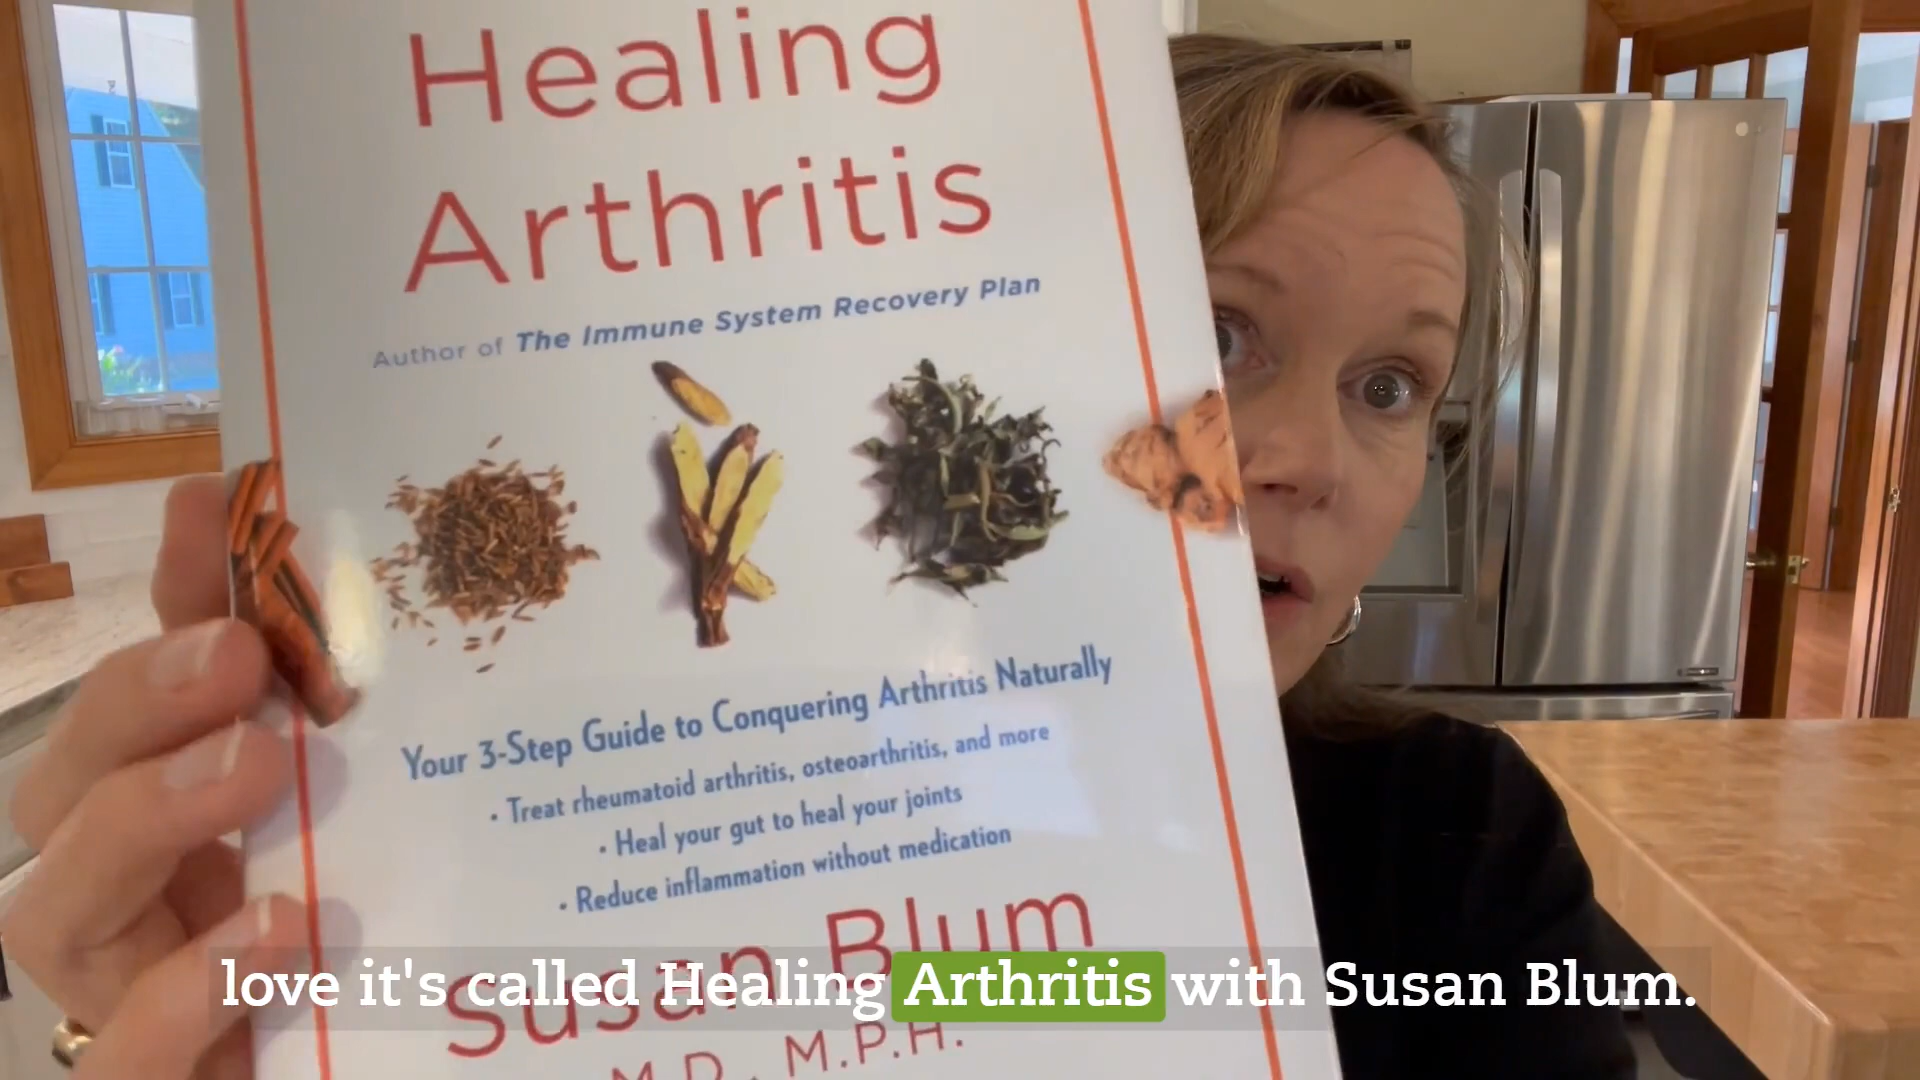 Healing
Arthritis
Author of The Immune System Recovery Plan
Your 3-Step Guide to Conquering Arthritis Naturally
• Treat rheumatoid arthritis, osteoarthritis, and more
• Heal your gut to heal your joints
• Reduce inflammation without medication
Susan Blum
M.D., M.P.H.
love it's called Healing Arthritis with Susan Blum.